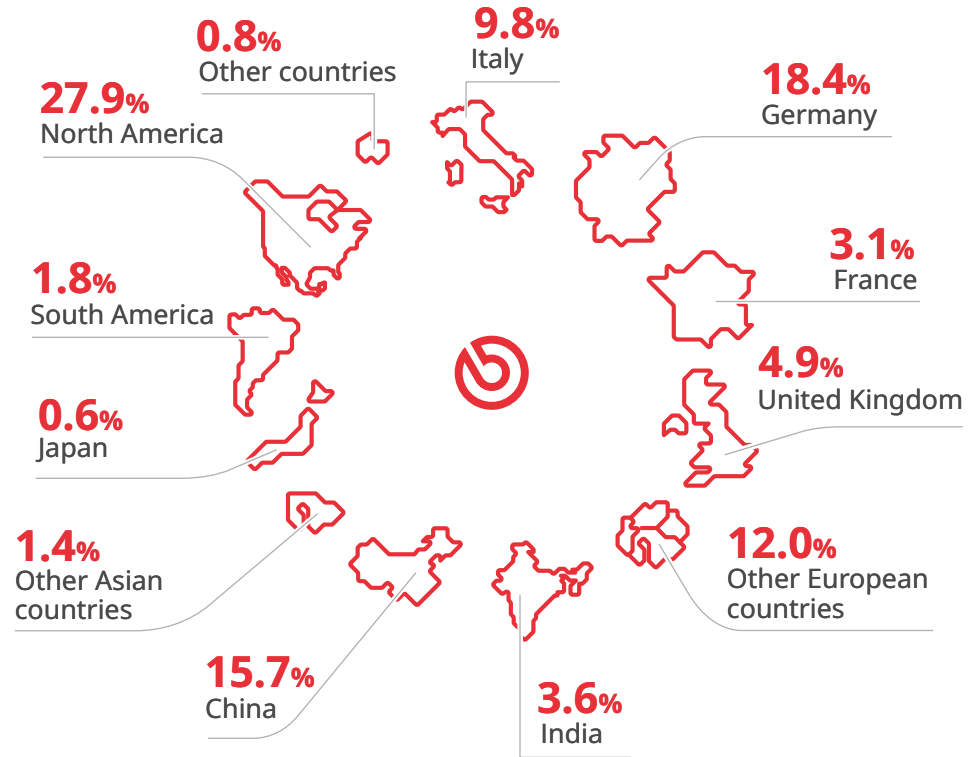 0.8%
Other countries
9.8%
Italy
18.4%
Germany
27.9%
North America
3.1%
France
1.8%
South America
4.9%
United Kingdom
0.6%
Japan
12.0%
Other European
countries
1.4%
Other Asian
countries
15.7%
China
3.6%
India